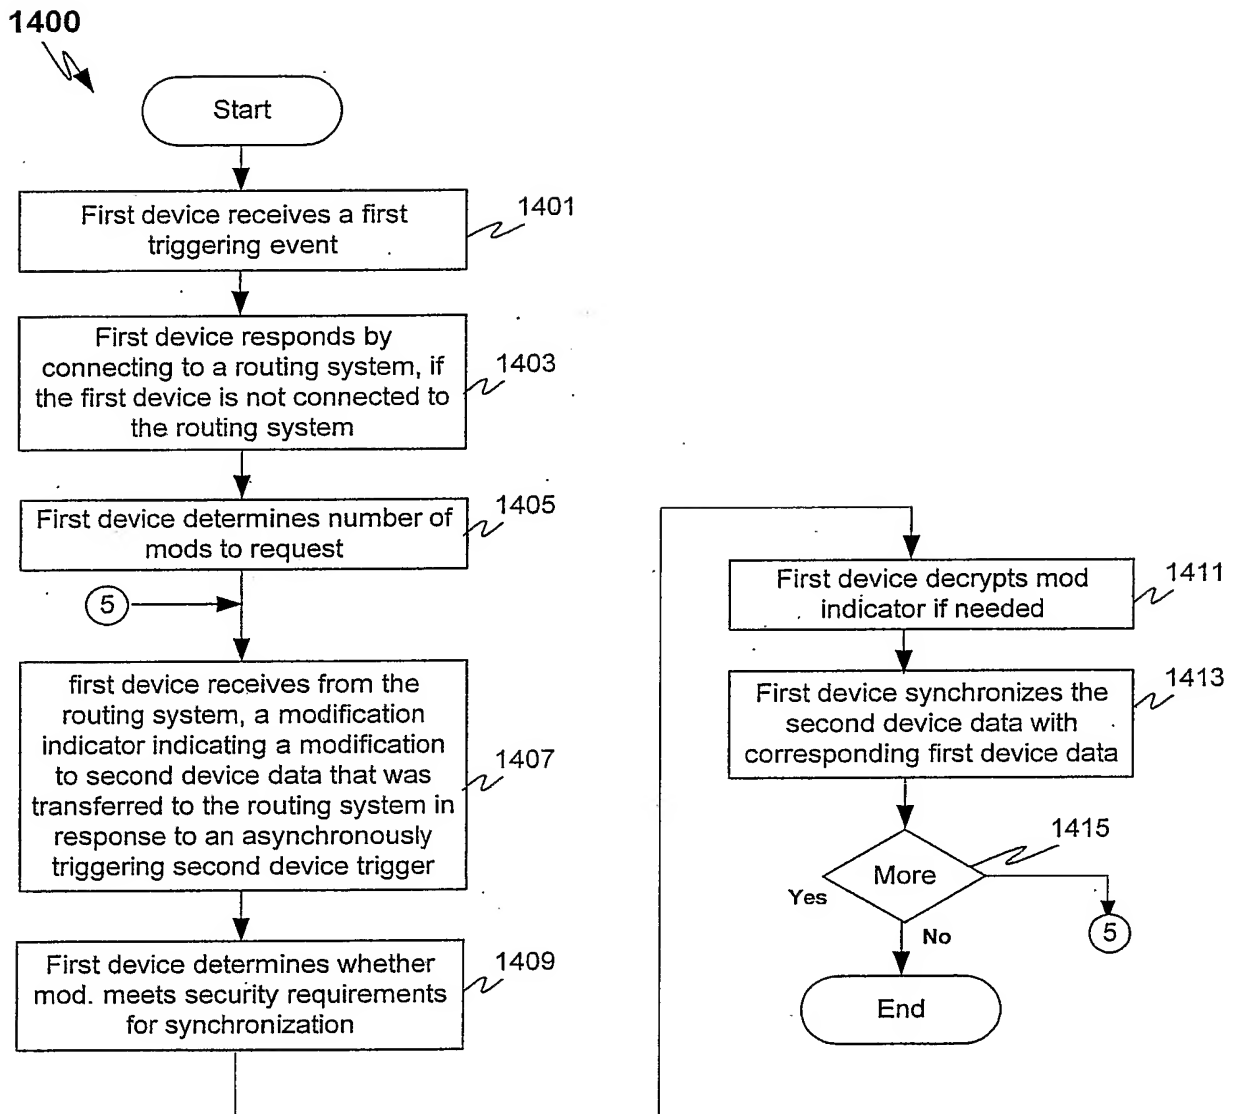 1400
Start
First device receives a first
triggering event
1401
First device responds by
connecting to a routing system, if
the first device is not connected to
the routing system
1403
First device determines number of
mods to request
1405
5
first device receives from the
routing system, a modification
indicator indicating a modification
to second device data that was
transferred to the routing system in
response to an asynchronously
triggering second device trigger
1407
First device determines whether
mod. meets security requirements
for synchronization
1409
First device decrypts mod
indicator if needed
1411
First device synchronizes the
second device data with
corresponding first device data
1413
More
1415
Yes
5
No
End